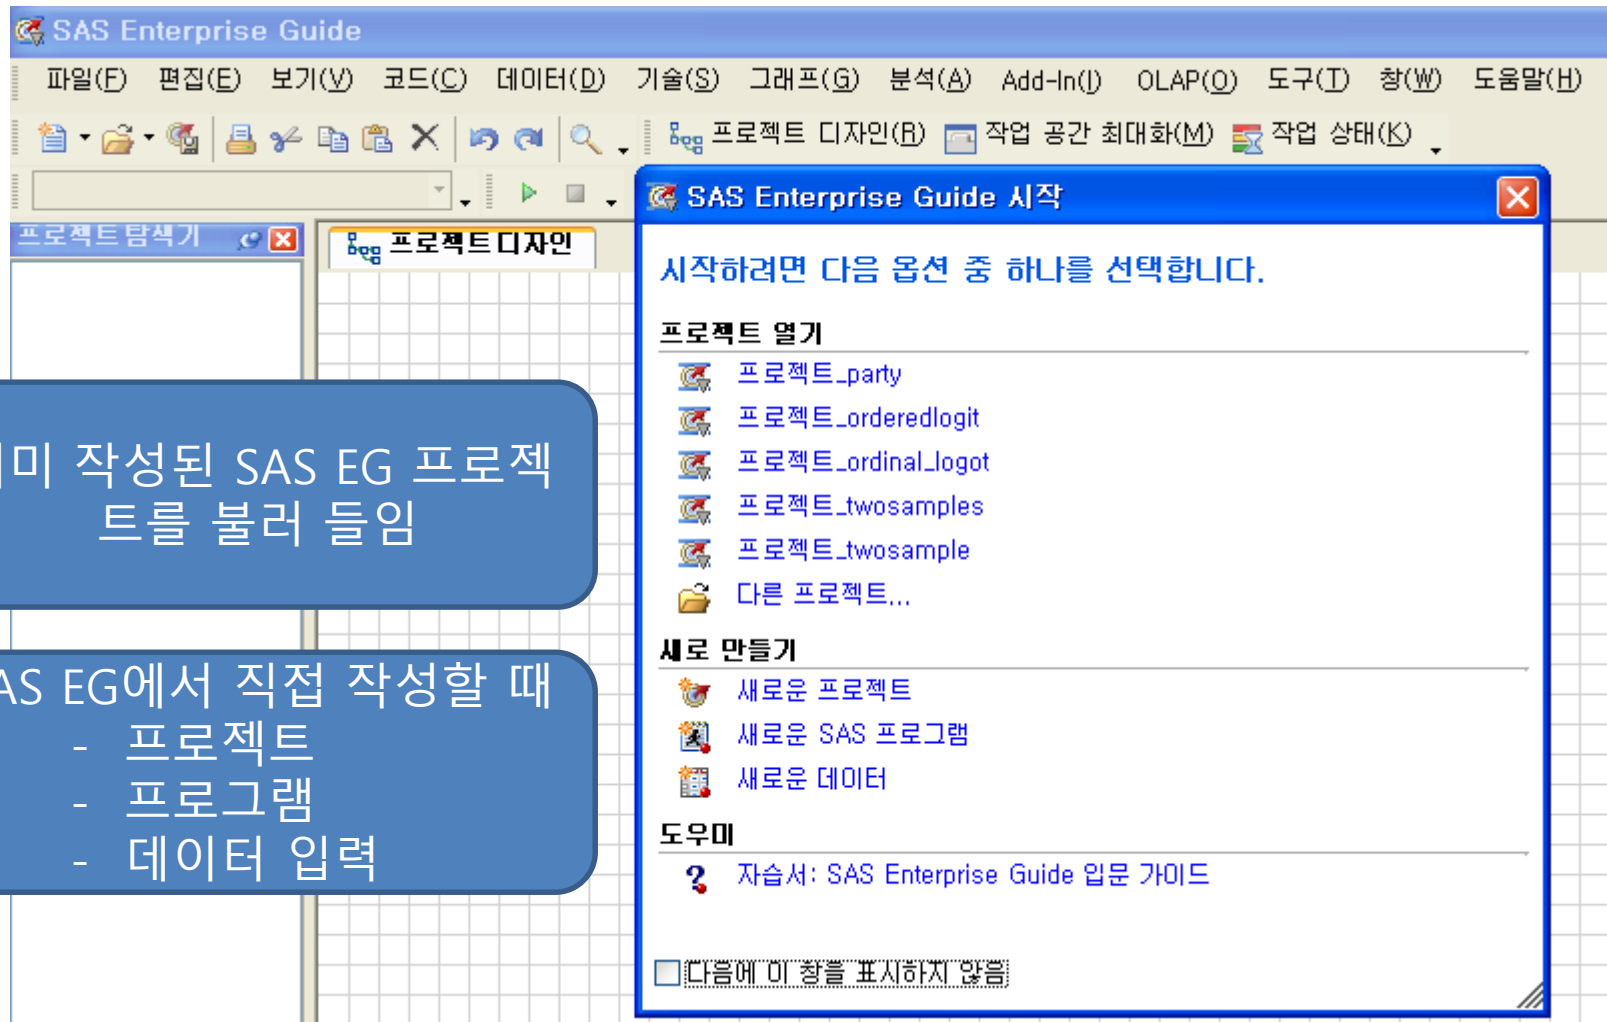 SAS Enterprise Guide
파일(F) 편집(E) 보기(V) 코드(C) 데이터(D) 기술(S) 그래프(G) 분석(A) Add-In(I) OLAP(O) 도구(T) 창(W) 도움말(H)
프로젝트 디자인(R) 작업 공간 최대화(M) 작업 상태(K)
프로젝트 탐색기
프로젝트 디자인
SAS Enterprise Guide 시작
시작하려면 다음 옵션 중 하나를 선택합니다.
프로젝트 열기
프로젝트_party
프로젝트_orderedlogit
프로젝트_ordinal_logot
프로젝트_twosamples
프로젝트_twosample
다른 프로젝트...
새로 만들기
새로운 프로젝트
새로운 SAS 프로그램
새로운 데이터
도우미
자습서: SAS Enterprise Guide 입문 가이드
다음에 이 창을 표시하지 않음
이미 작성된 SAS EG 프로젝
트를 불러 들임
AS EG에서 직접 작성할 때
- 프로젝트
- 프로그램
- 데이터 입력